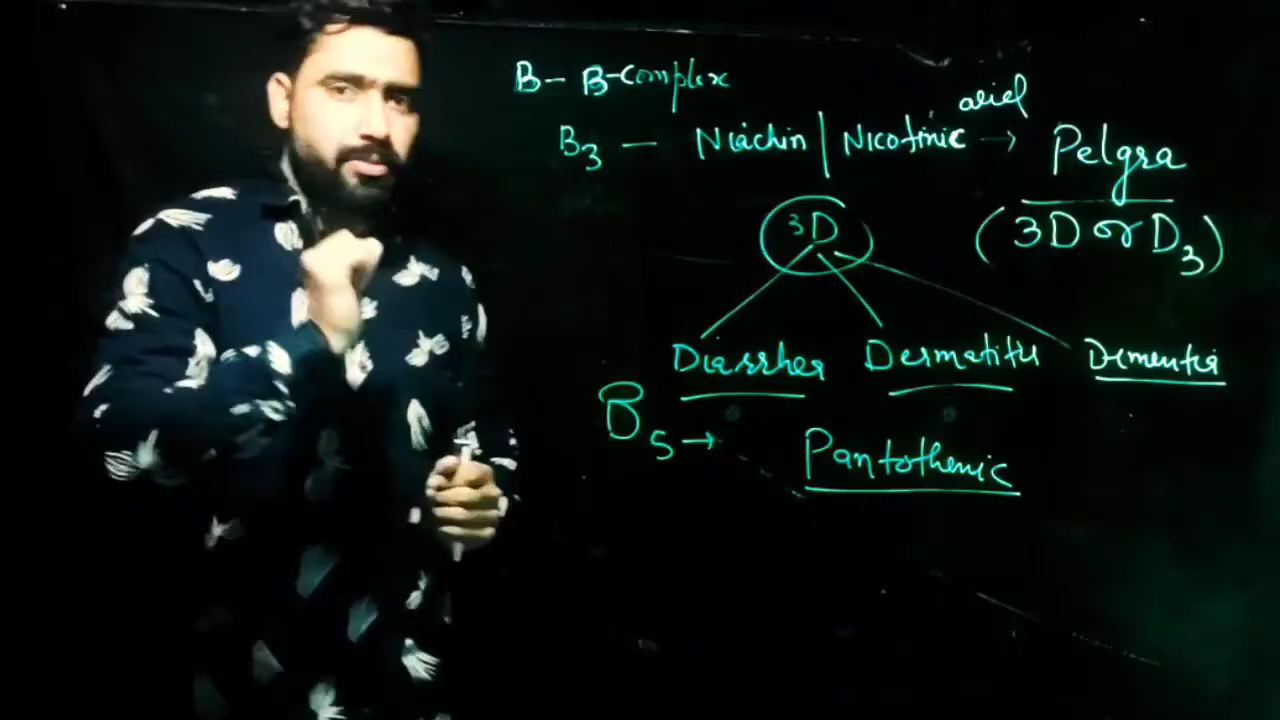 B - B-complex
B3 — Niachin | Nicotinic acid → Pelgra
(3D or D3)
3D
Diarrhea Dermatitis Dementia
B5 → Pantothenic